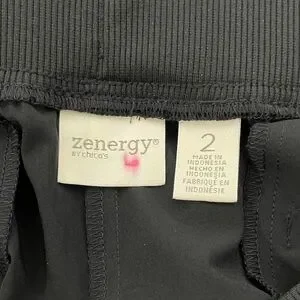 zenergy®
BY chico's
2
MADE IN
INDONESIA
HECHO EN
INDONESIA
FABRIQUÉ EN
INDONÉSIE